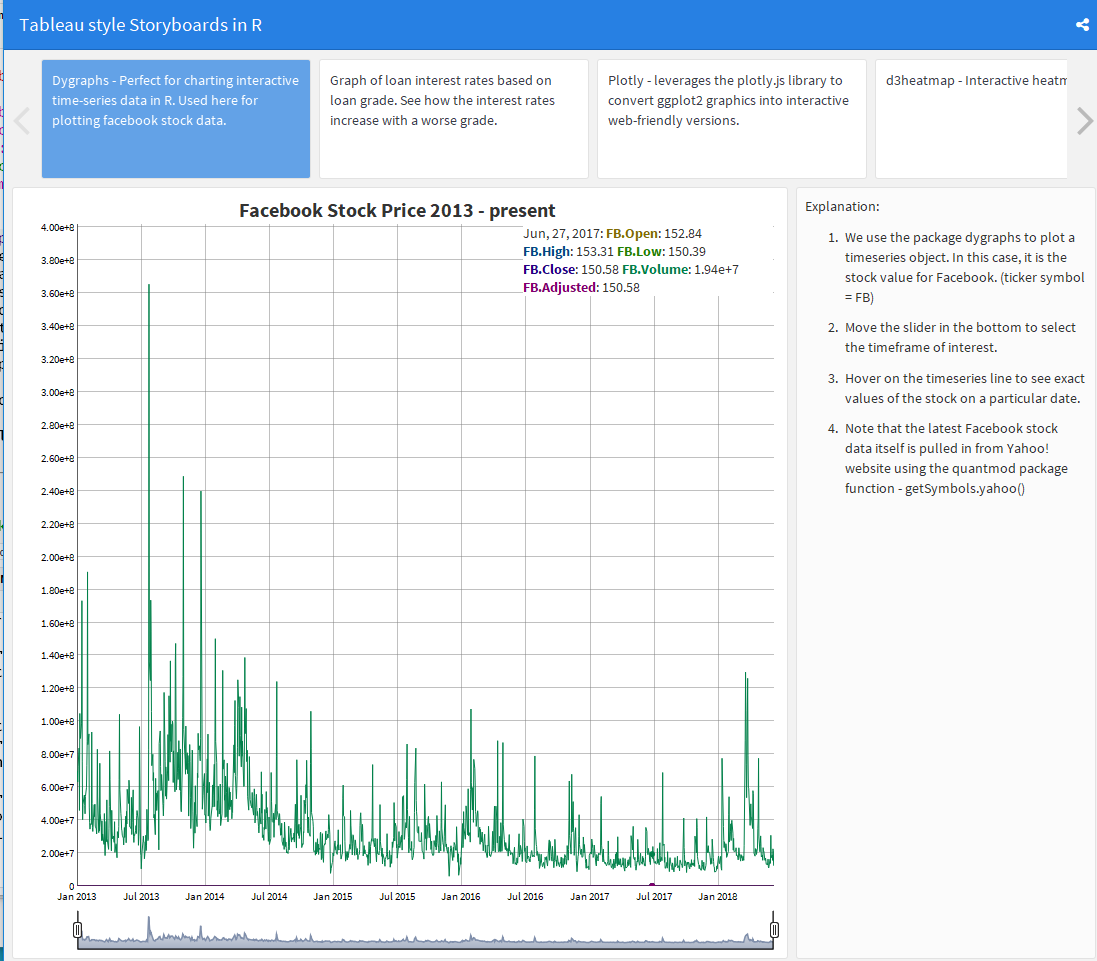 Tableau style Storyboards in R
Dygraphs - Perfect for charting interactive
time-series data in R. Used here for
plotting facebook stock data.
Graph of loan interest rates based on
loan grade. See how the interest rates
increase with a worse grade.
Plotly - leverages the plotly.js library to
convert ggplot2 graphics into interactive
web-friendly versions.
d3heatmap - Interactive heatm
Facebook Stock Price 2013 - present
Jun, 27, 2017: FB.Open: 152.84
FB.High: 153.31 FB.Low: 150.39
FB.Close: 150.58 FB.Volume: 1.94e+7
FB.Adjusted: 150.58
4.00e+8
3.80e+8
3.60e+8
3.40e+8
3.20e+8
3.00e+8
2.80e+8
2.60e+8
2.40e+8
2.20e+8
2.00e+8
1.80e+8
1.60e+8
1.40e+8
1.20e+8
1.00e+8
8.00e+7
6.00e+7
4.00e+7
2.00e+7
0
Jan 2013 Jul 2013 Jan 2014 Jul 2014 Jan 2015 Jul 2015 Jan 2016 Jul 2016 Jan 2017 Jul 2017 Jan 2018
Explanation:
1. We use the package dygraphs to plot a
timeseries object. In this case, it is the
stock value for Facebook. (ticker symbol
= FB)
2. Move the slider in the bottom to select
the timeframe of interest.
3. Hover on the timeseries line to see exact
values of the stock on a particular date.
4. Note that the latest Facebook stock
data itself is pulled in from Yahoo!
website using the quantmod package
function - getSymbols.yahoo()